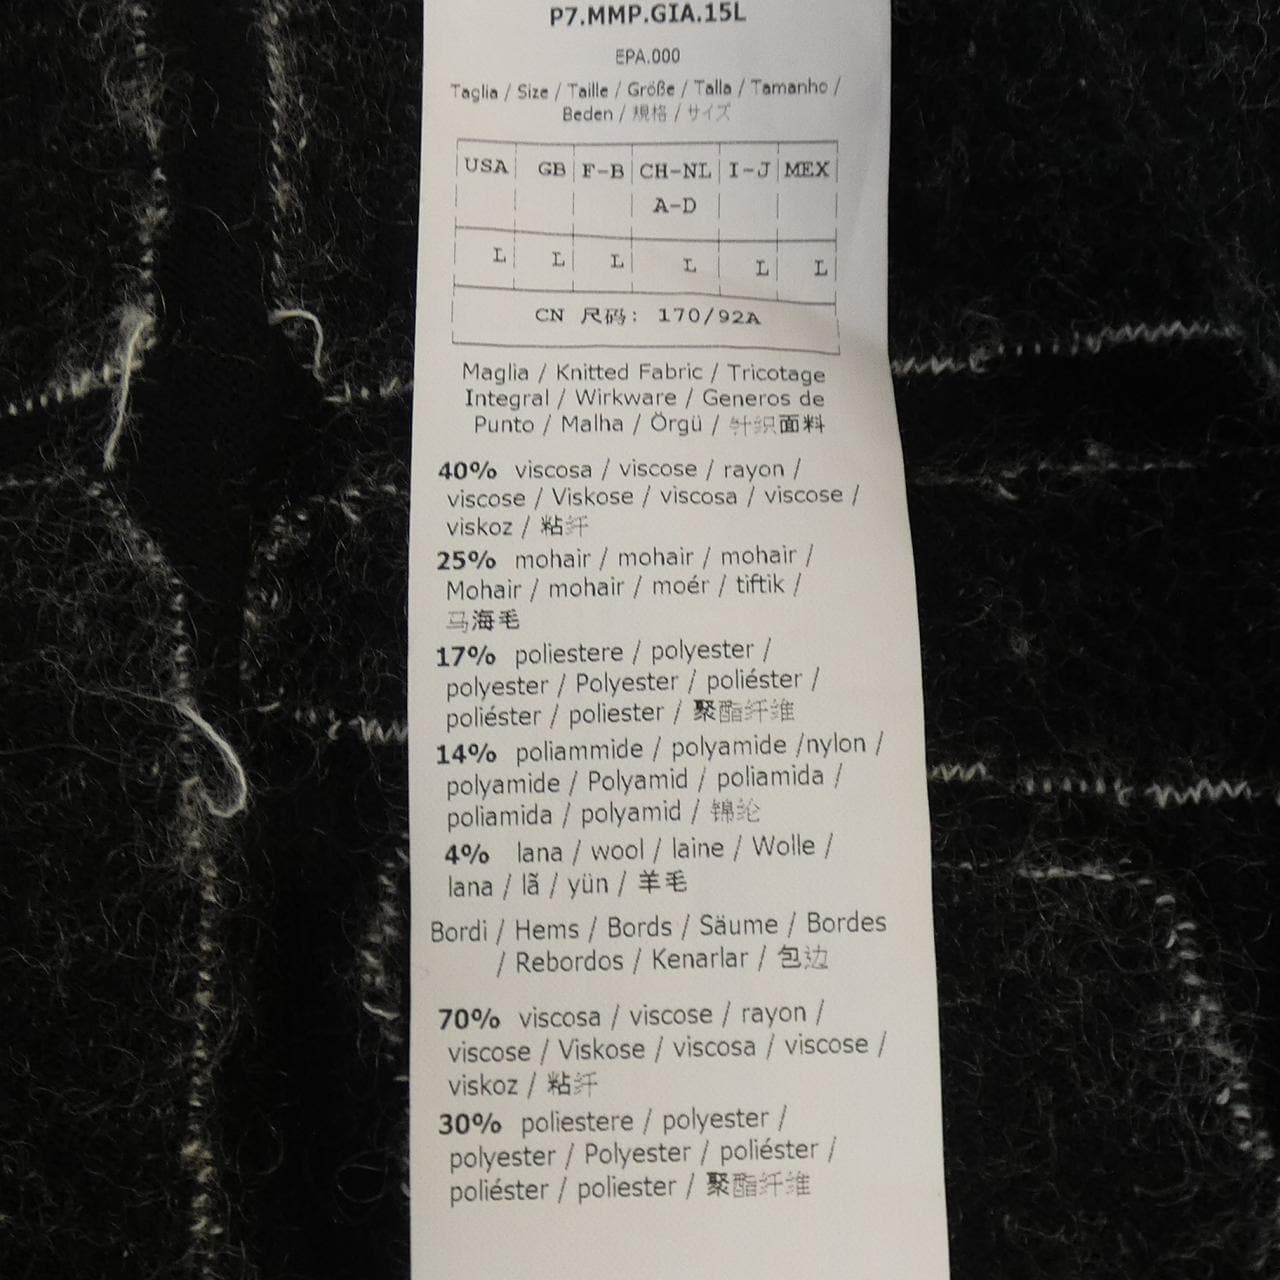 P7.MMP.GIA.15L
EPA.000
Taglia / Size / Taille / Größe / Talla / Tamanho /
Beden / 規格 / サイズ
USA GB F-B CH-NL I-J MEX
A-D
L L L L L L
CN 尺码: 170/92A
Maglia / Knitted Fabric / Tricotage
Integral / Wirkware / Generos de
Punto / Malha / Örgü / 针织面料
40% viscosa / viscose / rayon /
viscose / Viskose / viscosa / viscose /
viskoz / 粘纤
25% mohair / mohair / mohair /
Mohair / mohair / moér / tiftik /
马海毛
17% poliestere / polyester /
polyester / Polyester / poliéster /
poliéster / poliester / 聚酯纤维
14% poliammide / polyamide /nylon /
polyamide / Polyamid / poliamida /
poliamida / polyamid / 锦纶
4% lana / wool / laine / Wolle /
lana / lã / yün / 羊毛
Bordi / Hems / Bords / Säume / Bordes
/ Rebordos / Kenarlar / 包边
70% viscosa / viscose / rayon /
viscose / Viskose / viscosa / viscose /
viskoz / 粘纤
30% poliestere / polyester /
polyester / Polyester / poliéster /
poliéster / poliester / 聚酯纤维